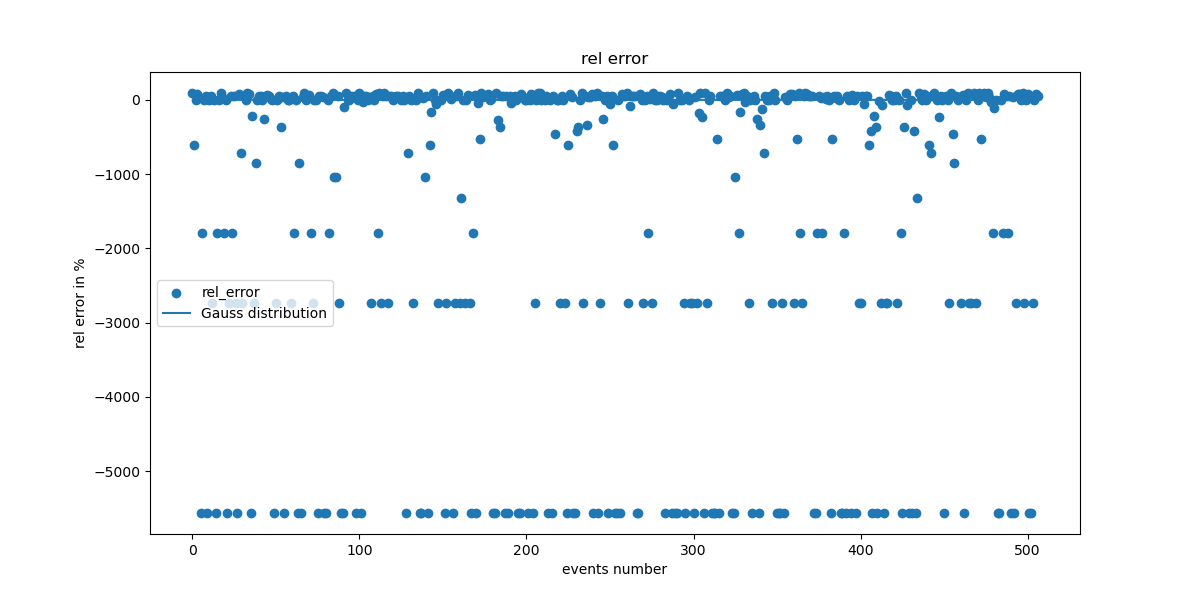 rel error
0
−1000
−2000
−3000
−4000
−5000
rel error in %
rel_error
Gauss distribution
0
100
200
300
400
500
events number